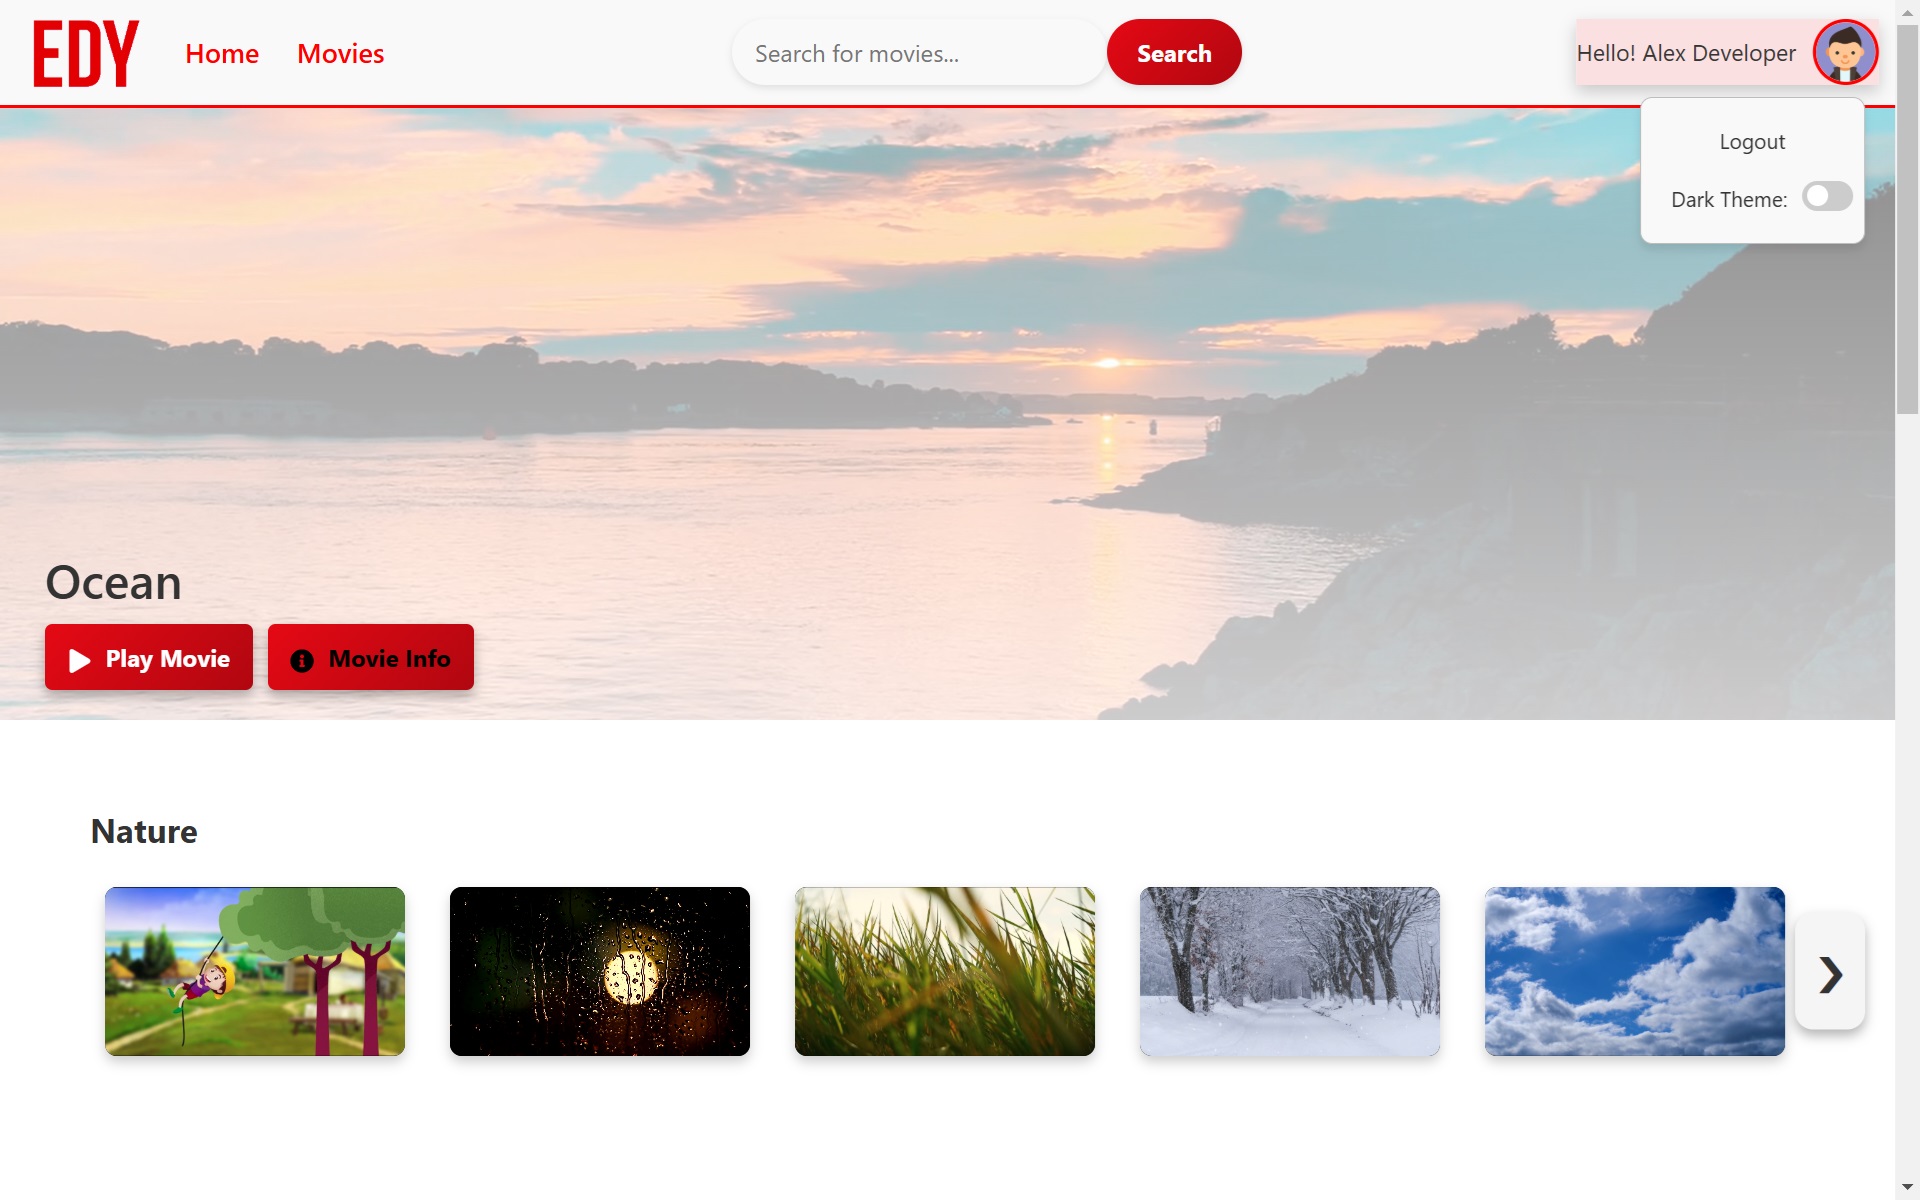 EDY
Home
Movies
Search for movies...
Search
Hello! Alex Developer
Logout
Dark Theme:
Ocean
Play Movie
Movie Info
Nature